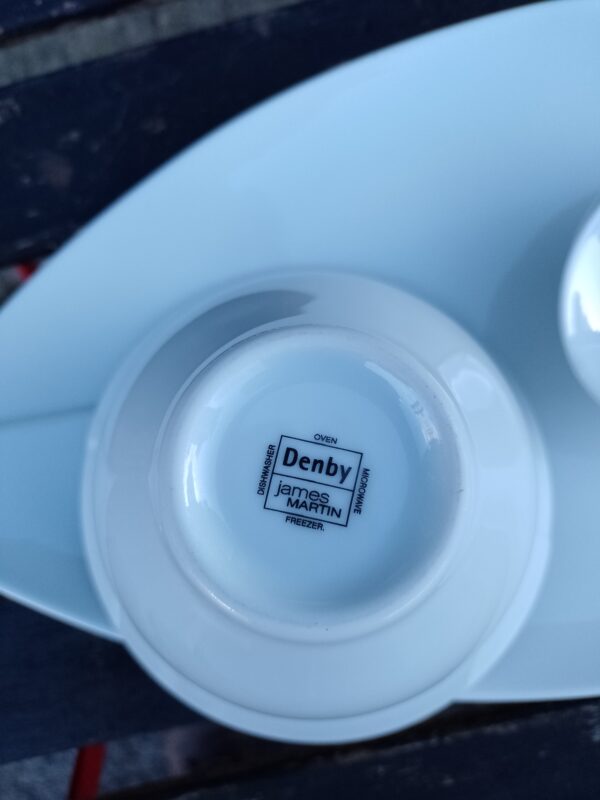 OVEN
DISHWASHER
Denby
MICROWAVE
james
MARTIN
FREEZER.